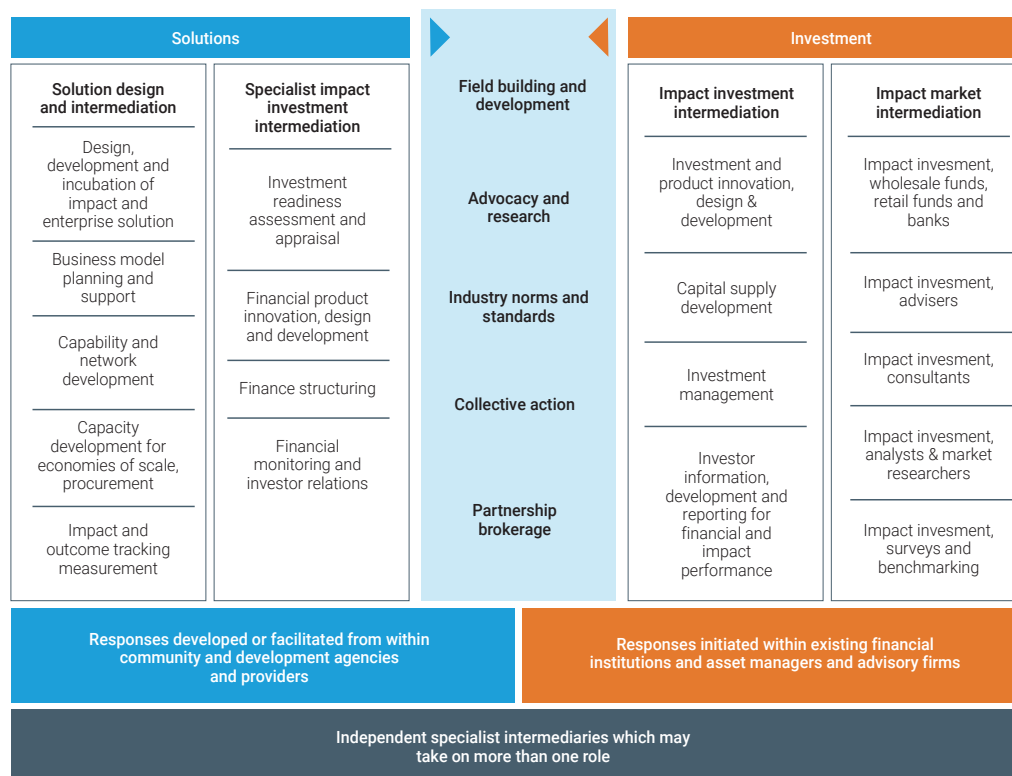 Solutions
Solution design
and intermediation
Design,
development and
incubation of
impact and
enterprise solution
Business model
planning and
support
Capability and
network
development
Capacity
development for
economies of scale,
procurement
Impact and
outcome tracking
measurement
Specialist impact
investment
intermediation
Investment
readiness
assessment and
appraisal
Financial product
innovation, design
and development
Finance structuring
Financial
monitoring and
investor relations
Field building and
development
Advocacy and
research
Industry norms and
standards
Collective action
Partnership
brokerage
Investment
Impact investment
intermediation
Investment and
product innovation,
design &
development
Capital supply
development
Investment
management
Investor
information,
development and
reporting for
financial and
impact
performance
Impact market
intermediation
Impact invesment,
wholesale funds,
retail funds and
banks
Impact invesment,
advisers
Impact invesment,
consultants
Impact invesment,
analysts & market
researchers
Impact invesment,
surveys and
benchmarking
Responses developed or facilitated from within
community and development agencies
and providers
Responses initiated within existing financial
institutions and asset managers and advisory firms
Independent specialist intermediaries which may
take on more than one role